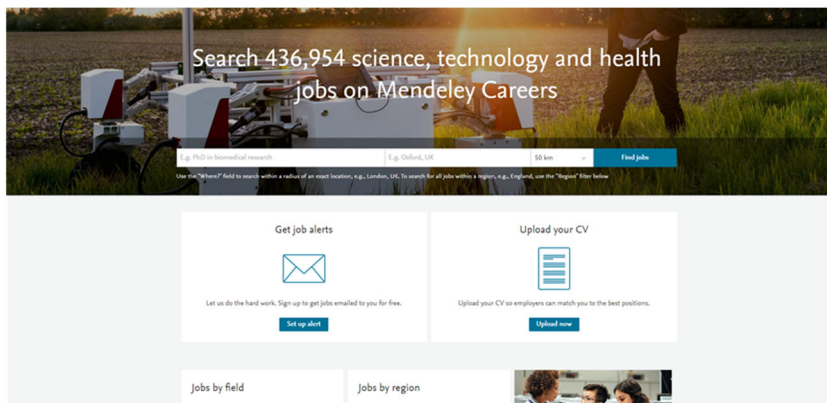 Search 436,954 science, technology and health
jobs on Mendeley Careers
E.g. PhD in biomedical research
E.g. Oxford, UK
50 km
Find jobs
Use the "Where?" field to search within a radius of an exact location, e.g., London, UK. To search for all jobs within a region, e.g., England, use the "Region" filter below
Get job alerts
Let us do the hard work. Sign up to get jobs emailed to you for free.
Set up alert
Upload your CV
Upload your CV so employers can match you to the best positions.
Upload now
Jobs by field
Jobs by region